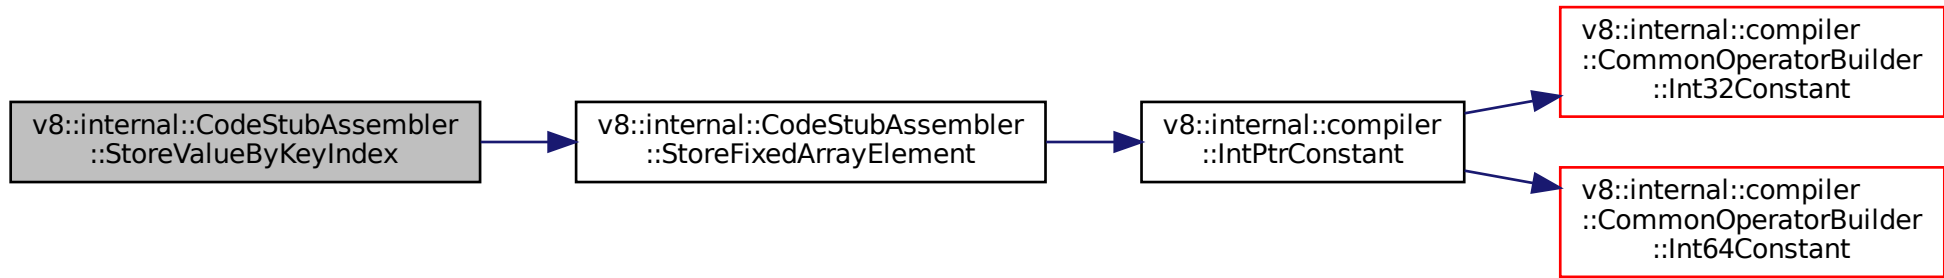 v8::internal::CodeStubAssembler
::StoreValueByKeyIndex
v8::internal::CodeStubAssembler
::StoreFixedArrayElement
v8::internal::compiler
::IntPtrConstant
v8::internal::compiler
::CommonOperatorBuilder
::Int32Constant
v8::internal::compiler
::CommonOperatorBuilder
::Int64Constant